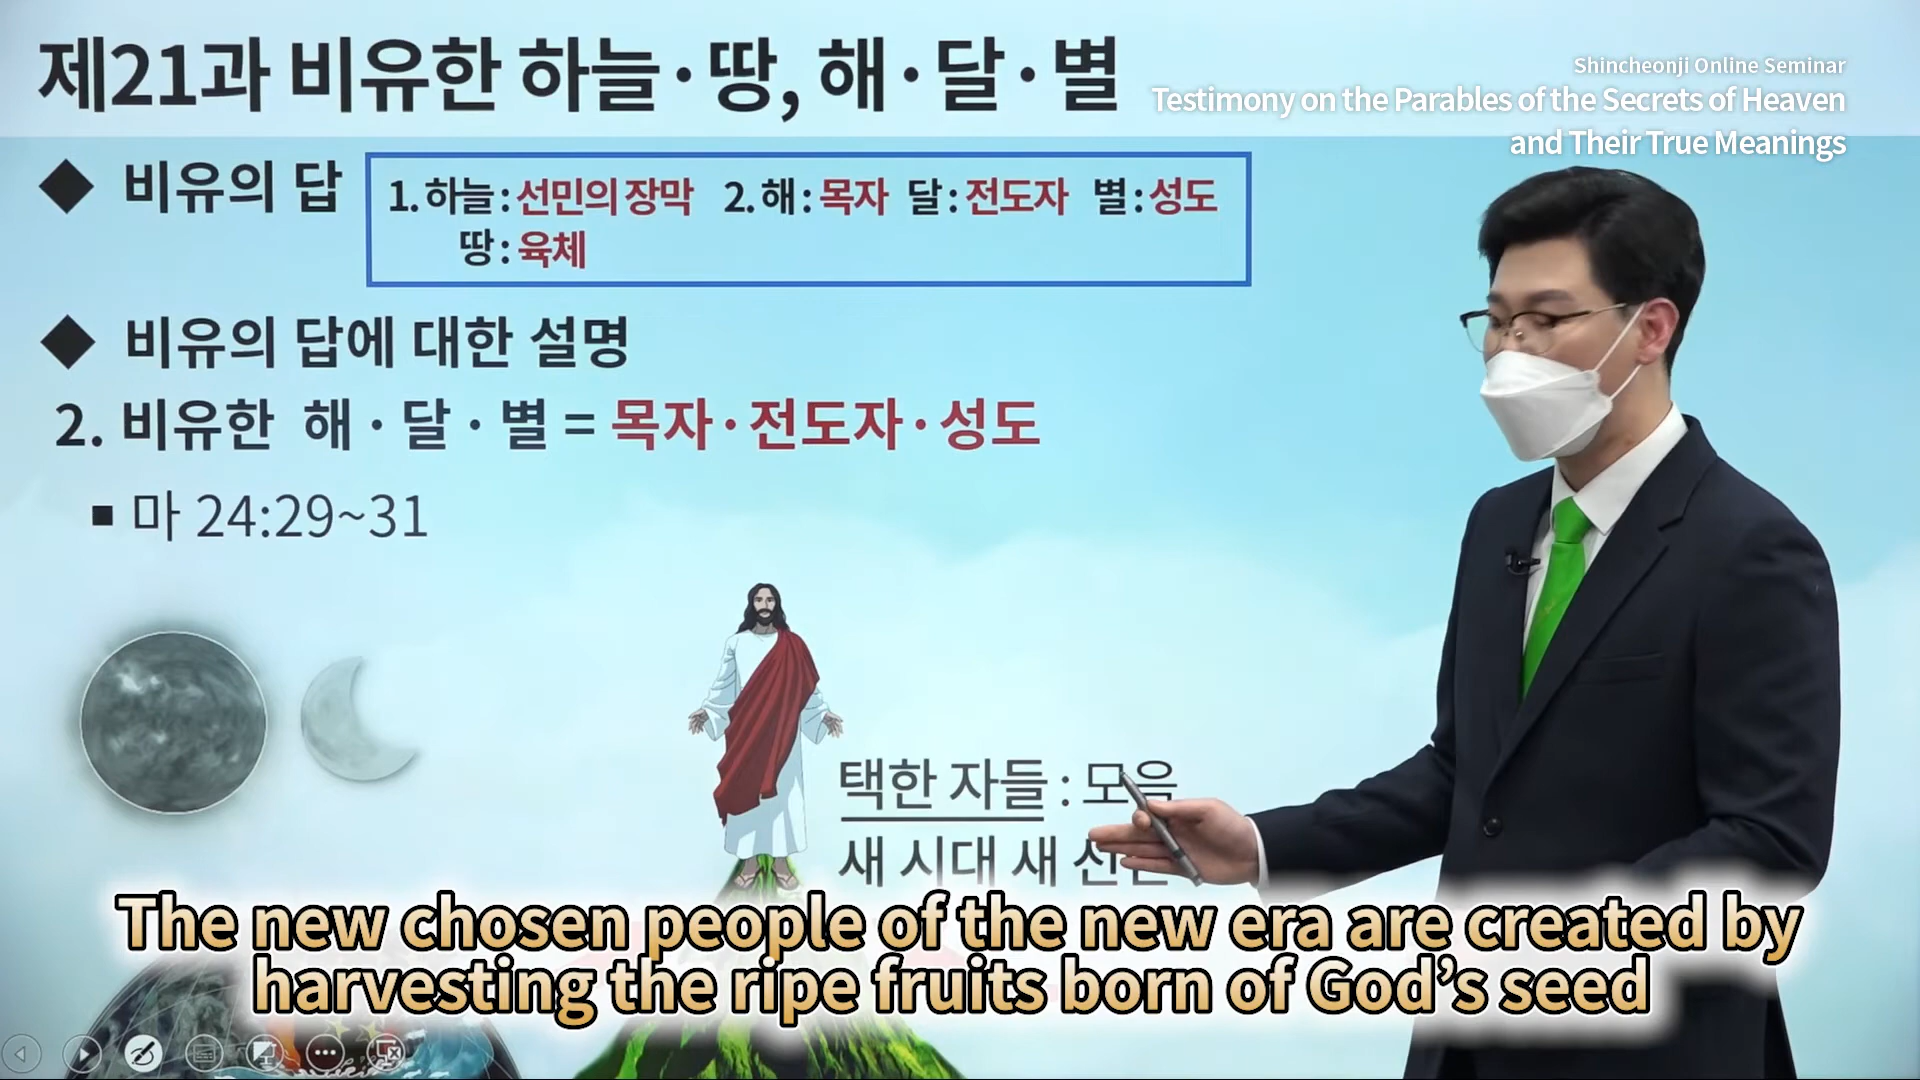 제21과 비유한 하늘·땅, 해·달·별
Shincheonji Online Seminar
Testimony on the Parables of the Secrets of Heaven
and Their True Meanings
◆ 비유의 답
1. 하늘 : 선민의 장막 2. 해 : 목자 달 : 전도자 별 : 성도
땅 : 육체
◆ 비유의 답에 대한 설명
2. 비유한 해 · 달 · 별 = 목자 · 전도자 · 성도
▪ 마 24:29~31
택한 자들 : 모음
새 시대 새
The new chosen people of the new era are created by
harvesting the ripe fruits born of God's seed